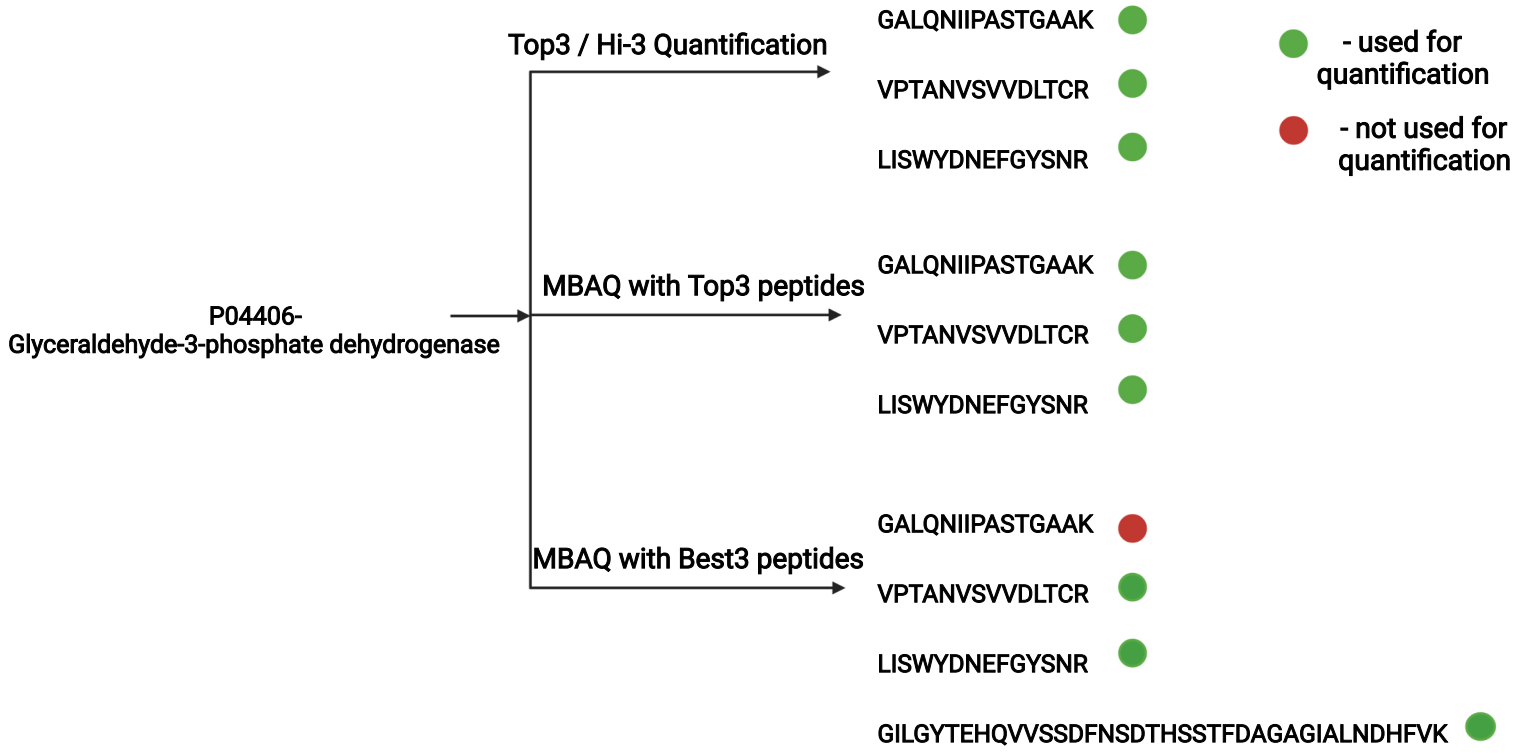 Top3 / Hi-3 Quantification
GALQNIIPASTGAAK
VPTANVSVVDLTCR
LISWYDNEFGYSNR
- used for
quantification
- not used for
quantification
P04406-
Glyceraldehyde-3-phosphate dehydrogenase
MBAQ with Top3 peptides
GALQNIIPASTGAAK
VPTANVSVVDLTCR
LISWYDNEFGYSNR
MBAQ with Best3 peptides
GALQNIIPASTGAAK
VPTANVSVVDLTCR
LISWYDNEFGYSNR
GILGYTEHQVVSSDFNSDTHSSTFDAGAGIALNDHFVK